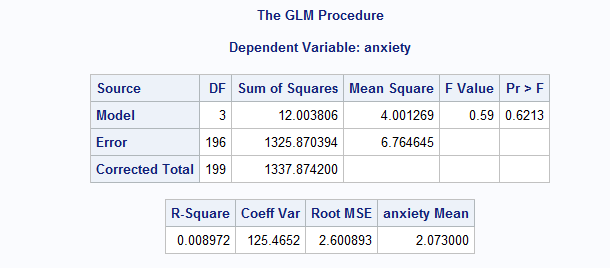 The GLM Procedure
Dependent Variable: anxiety
Source DF Sum of Squares Mean Square F Value Pr > F
Model 3 12.003806 4.001269 0.59 0.6213
Error 196 1325.870394 6.764645
Corrected Total 199 1337.874200
R-Square Coeff Var Root MSE anxiety Mean
0.008972 125.4652 2.600893 2.073000